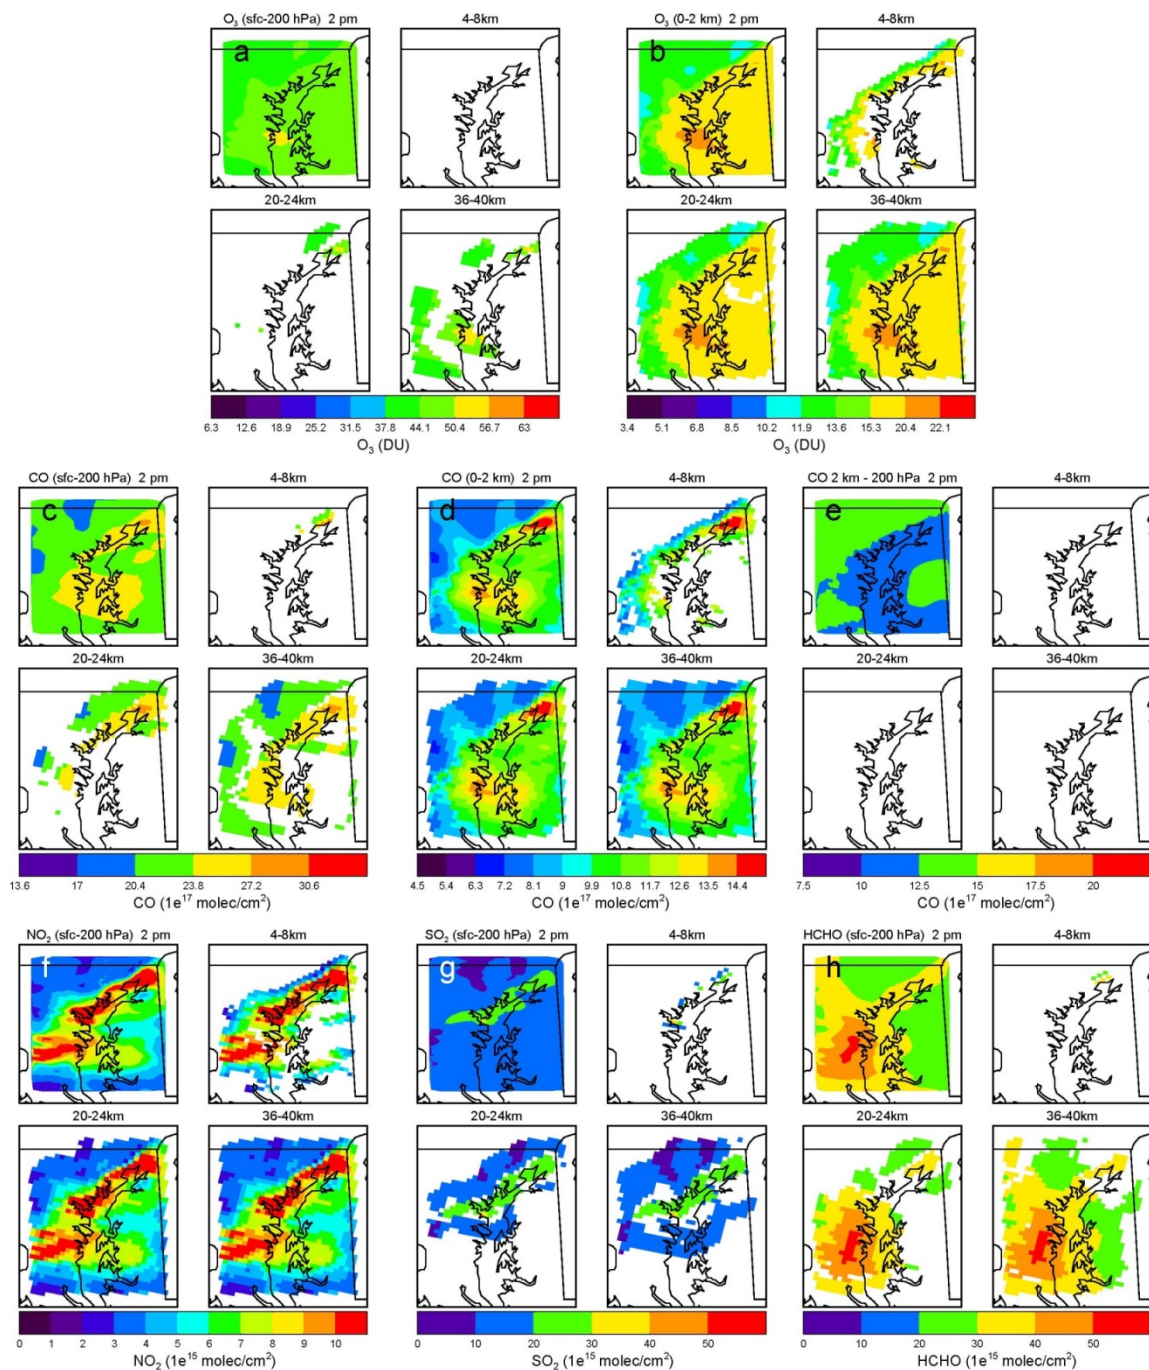 O₃ (sfc-200 hPa) 2 pm
4-8km
O₃ (0-2 km) 2 pm
4-8km
a
b
20-24km
36-40km
20-24km
36-40km
6.3 12.6 18.9 25.2 31.5 37.8 44.1 50.4 56.7 63
3.4 5.1 6.8 8.5 10.2 11.9 13.6 15.3 20.4 22.1
O₃ (DU)
O₃ (DU)
CO (sfc-200 hPa) 2 pm
4-8km
CO (0-2 km) 2 pm
4-8km
CO 2 km - 200 hPa 2 pm
4-8km
c
d
e
20-24km
36-40km
20-24km
36-40km
20-24km
36-40km
13.6 17 20.4 23.8 27.2 30.6
4.5 5.4 6.3 7.2 8.1 9 9.9 10.8 11.7 12.6 13.5 14.4
7.5 10 12.5 15 17.5 20
CO (1e¹⁷ molec/cm²)
CO (1e¹⁷ molec/cm²)
CO (1e¹⁷ molec/cm²)
NO₂ (sfc-200 hPa) 2 pm
4-8km
SO₂ (sfc-200 hPa) 2 pm
4-8km
HCHO (sfc-200 hPa) 2 pm
4-8km
f
g
h
20-24km
36-40km
20-24km
36-40km
20-24km
36-40km
0 1 2 3 4 5 6 7 8 9 10
0 10 20 30 40 50
0 10 20 30 40 50
NO₂ (1e¹⁵ molec/cm²)
SO₂ (1e¹⁵ molec/cm²)
HCHO (1e¹⁵ molec/cm²)